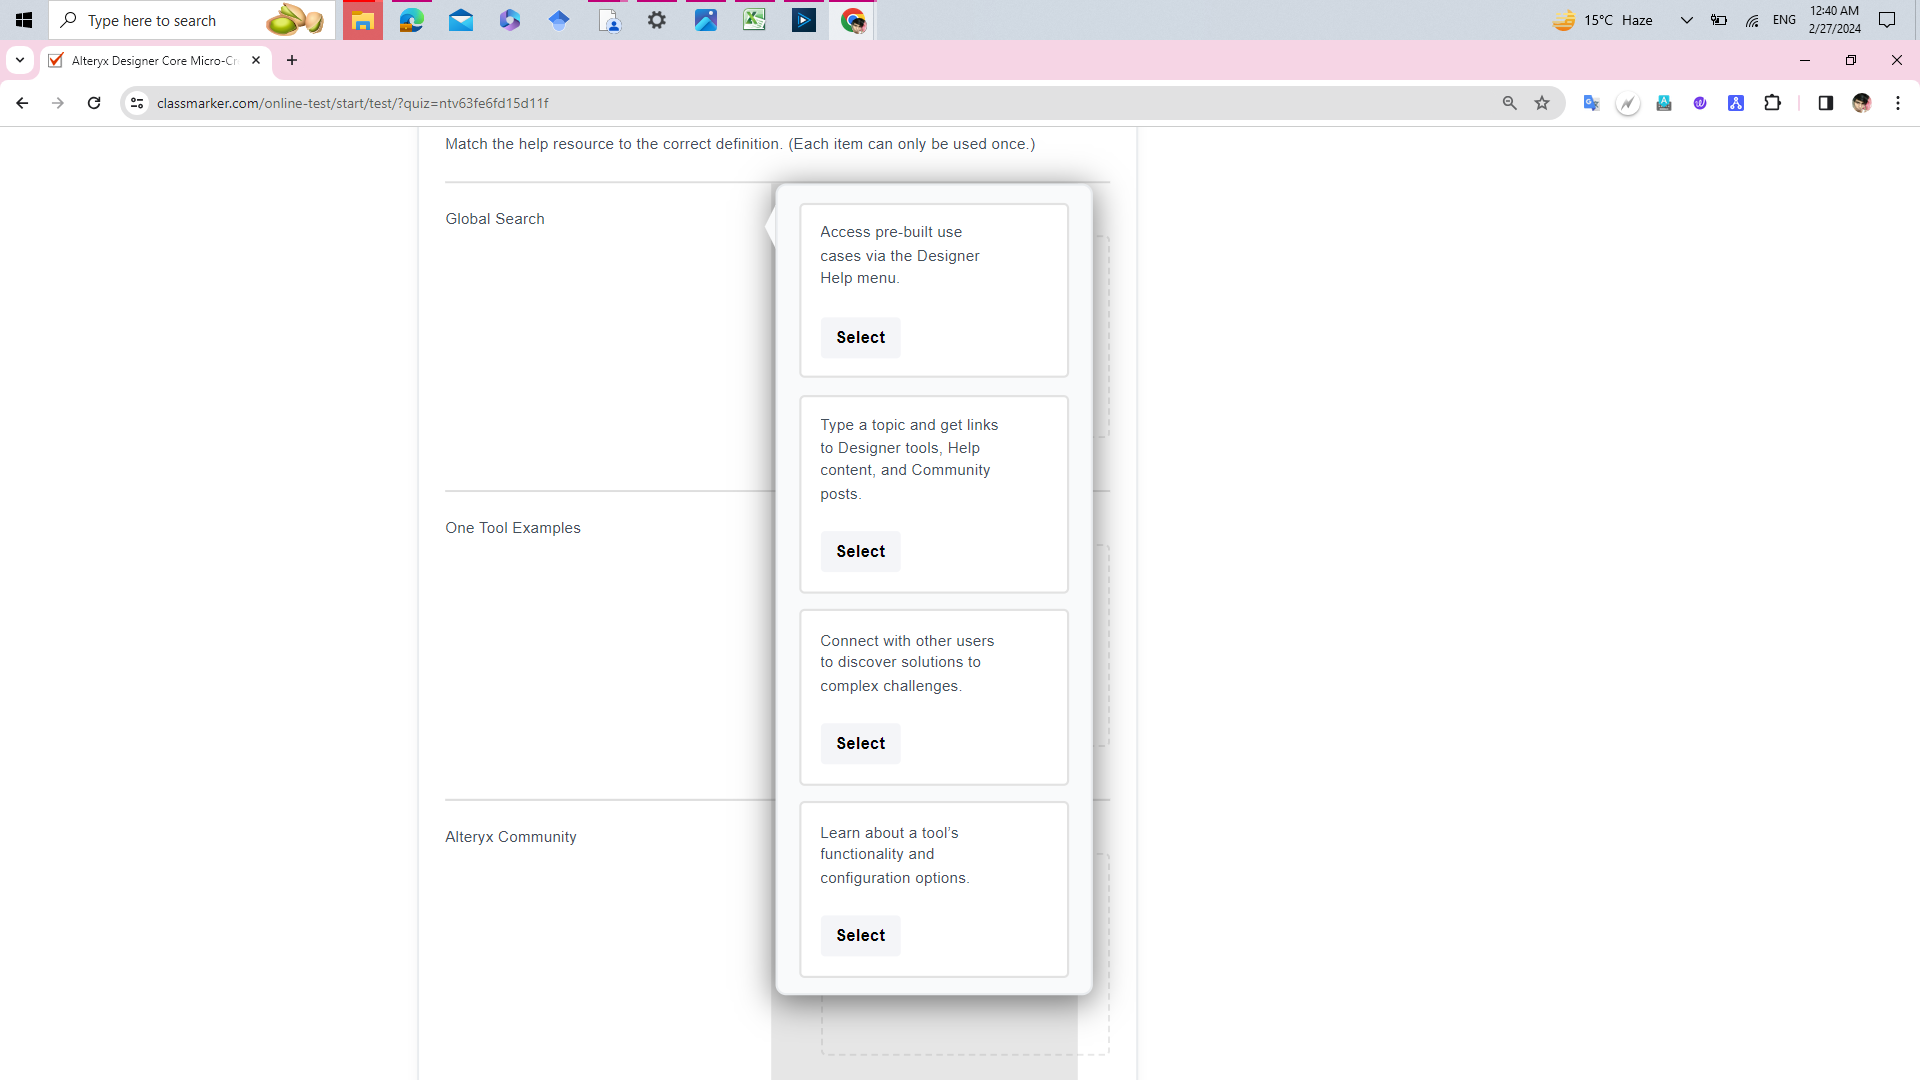 Type here to search
15°C Haze
ENG
12:40 AM
2/27/2024
Alteryx Designer Core Micro-Cr
classmarker.com/online-test/start/test/?quiz=ntv63fe6fd15d11f
Match the help resource to the correct definition. (Each item can only be used once.)
Global Search
Access pre-built use
cases via the Designer
Help menu.
Select
Type a topic and get links
to Designer tools, Help
content, and Community
posts.
Select
One Tool Examples
Connect with other users
to discover solutions to
complex challenges.
Select
Alteryx Community
Learn about a tool’s
functionality and
configuration options.
Select